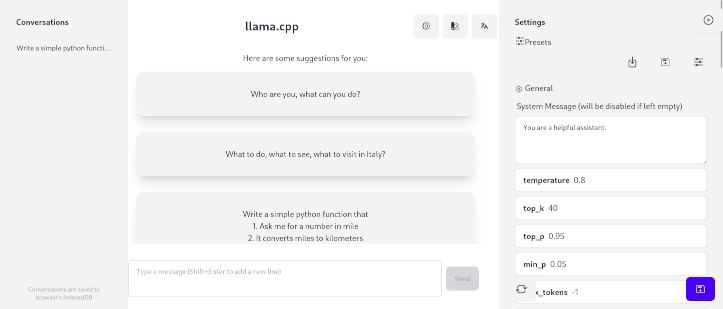 Conversations
Write a simple python functi...
Conversations are saved to
browser's IndexedDB
llama.cpp
Here are some suggestions for you:
Who are you, what can you do?
What to do, what to see, what to visit in Italy?
Write a simple python function that
1. Ask me for a number in mile
2. It converts miles to kilometers
Type a message (Shift+Enter to add a new line)
Send
Settings
Presets
General
System Message (will be disabled if left empty)
You are a helpful assistant.
temperature 0.8
top_k 40
top_p 0.95
min_p 0.05
x_tokens -1